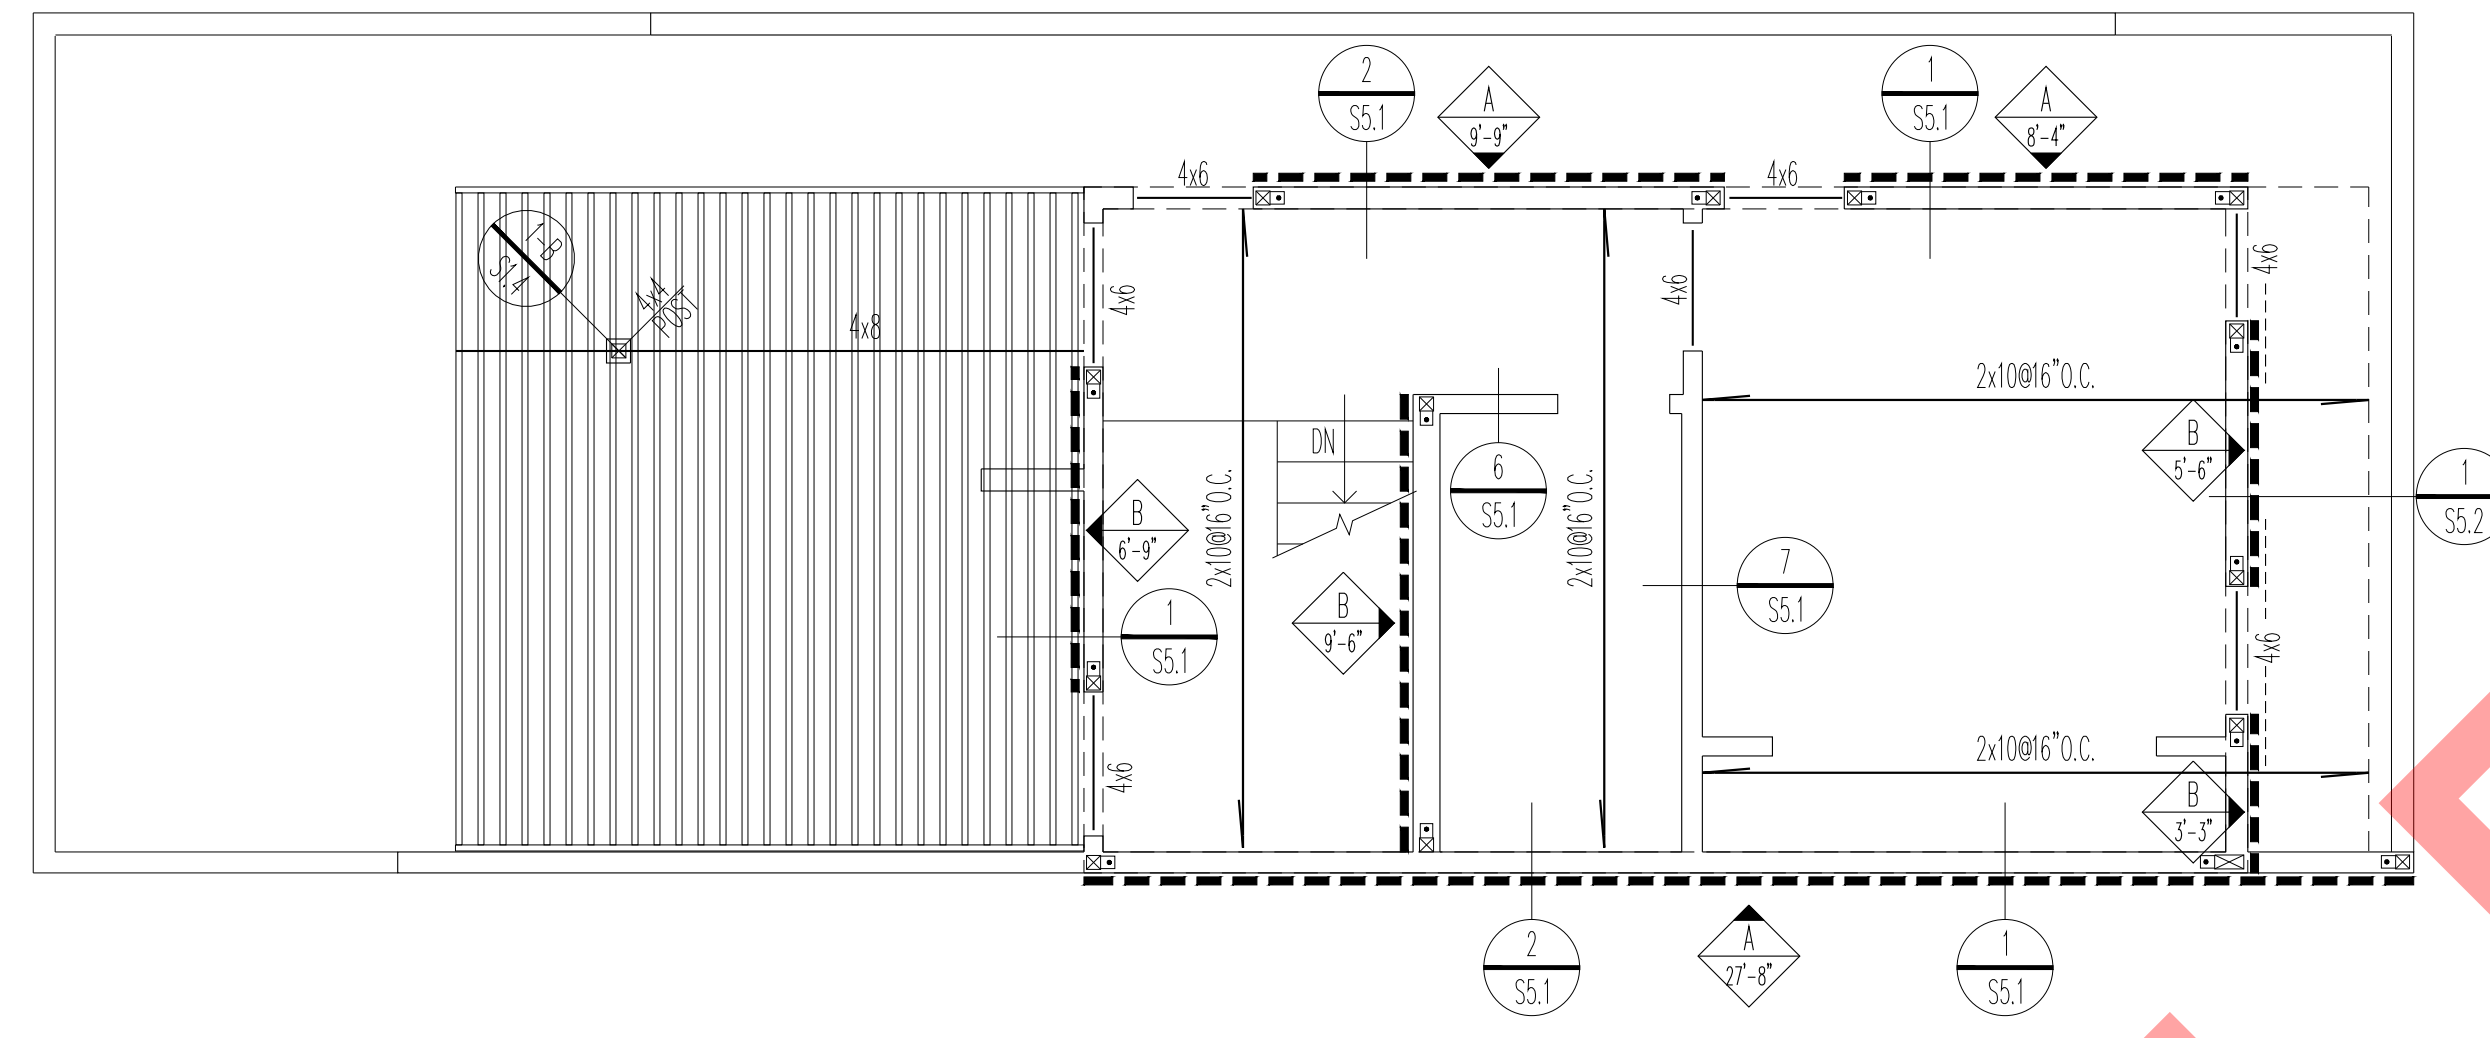 2
S5.1
A
9'-9"
1
S5.1
A
8'-4"
4x6
4x6
1-B
S1.4
4x4
POST
4x8
4x6
4x6
4x6
2x10@16"O.C.
DN
B
5'-6"
6
S5.1
1
S5.2
2x10@16"O.C.
2x10@16"O.C.
B
6'-9"
7
S5.1
B
9'-6"
1
S5.1
4x6
4x6
2x10@16"O.C.
B
3'-3"
2
S5.1
A
27'-8"
1
S5.1